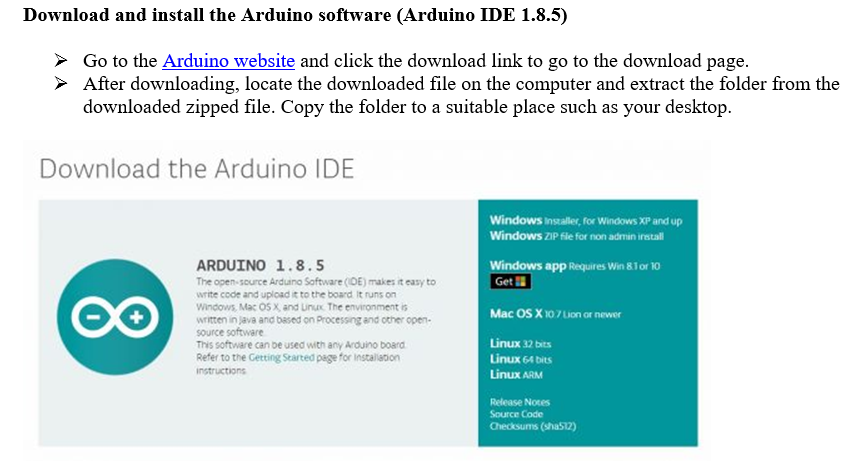 Download and install the Arduino software (Arduino IDE 1.8.5)
➢ Go to the Arduino website and click the download link to go to the download page.
➢ After downloading, locate the downloaded file on the computer and extract the folder from the
downloaded zipped file. Copy the folder to a suitable place such as your desktop.
Download the Arduino IDE
ARDUINO 1.8.5
The open-source Arduino Software (IDE) makes it easy to
write code and upload it to the board. It runs on
Windows, Mac OS X, and Linux. The environment is
written in Java and based on Processing and other open-
source software.
This software can be used with any Arduino board.
Refer to the Getting Started page for Installation
instructions.
Windows Installer, for Windows XP and up
Windows ZIP file for non admin install
Windows app Requires Win 8.1 or 10
Get
Mac OS X 10.7 Lion or newer
Linux 32 bits
Linux 64 bits
Linux ARM
Release Notes
Source Code
Checksums (sha512)